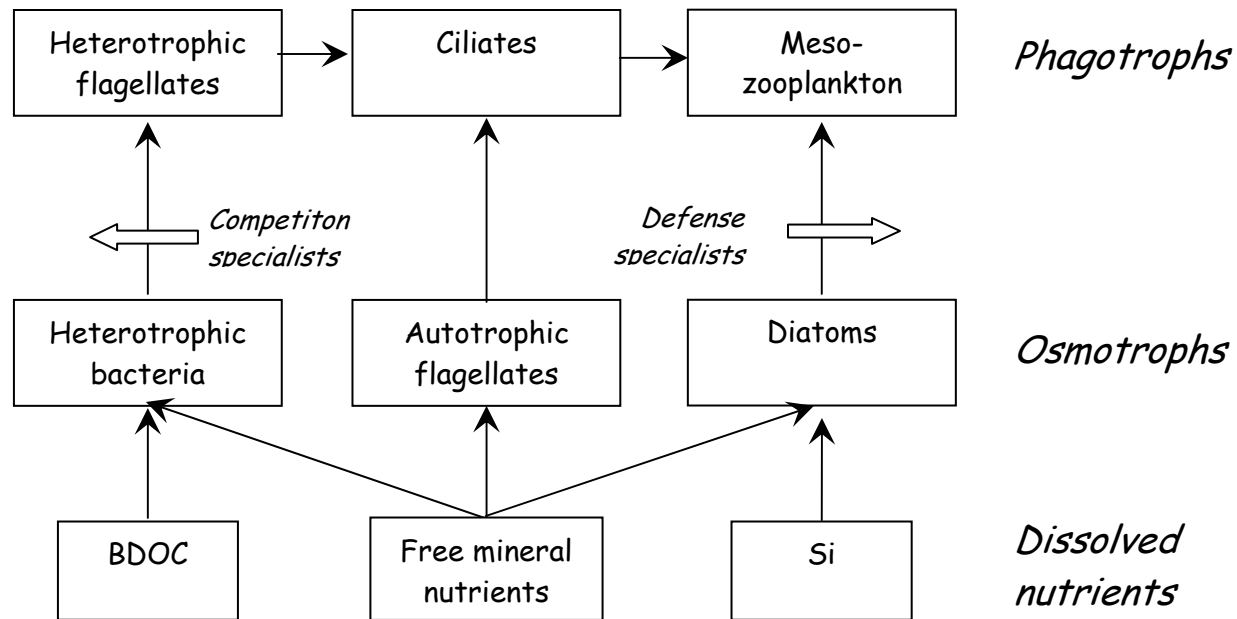 Heterotrophic
flagellates
Ciliates
Meso-
zooplankton
Phagotrophs
Competiton
specialists
Defense
specialists
Heterotrophic
bacteria
Autotrophic
flagellates
Diatoms
Osmotrophs
BDOC
Free mineral
nutrients
Si
Dissolved
nutrients